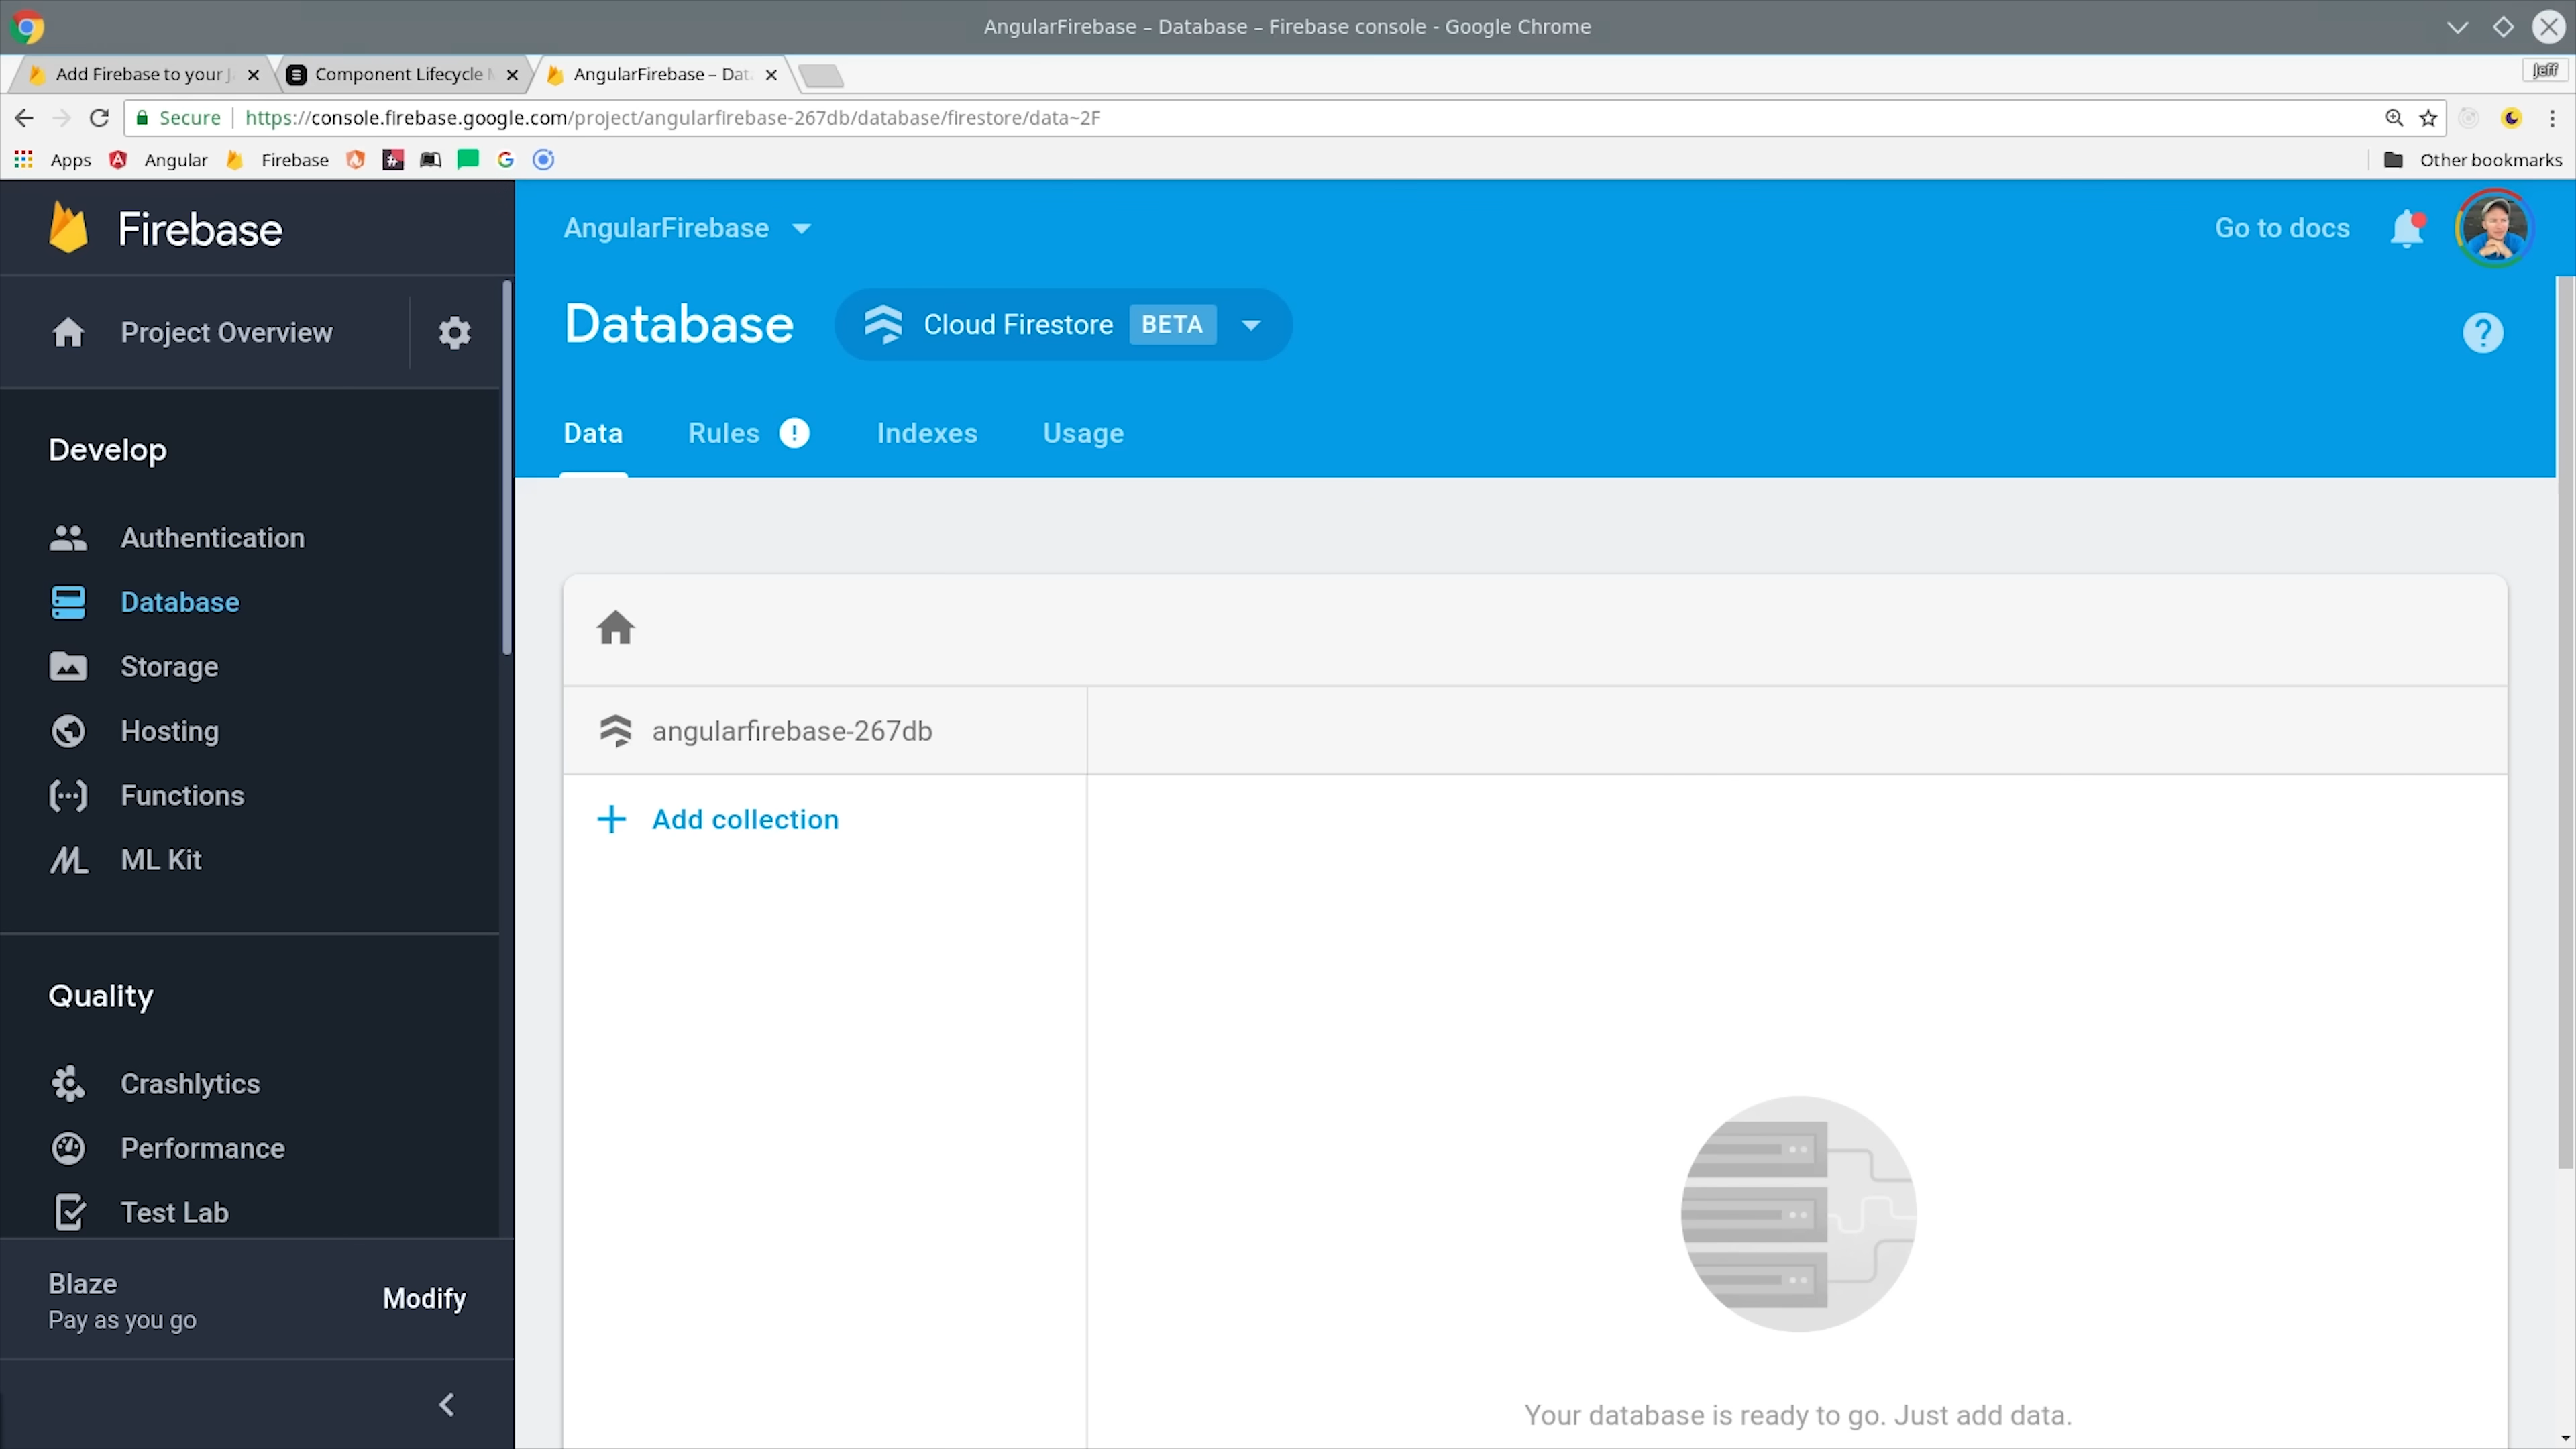 AngularFirebase – Database – Firebase console - Google Chrome
Add Firebase to your J
Component Lifecycle M
AngularFirebase – Dat
Jeff
Secure
https://console.firebase.google.com/project/angularfirebase-267db/database/firestore/data~2F
Apps
Angular
Firebase
Other bookmarks
Firebase
AngularFirebase
Go to docs
Project Overview
Database
Cloud Firestore BETA
Data
Rules
Indexes
Usage
Develop
Authentication
Database
Storage
Hosting
Functions
ML Kit
angularfirebase-267db
Add collection
Quality
Crashlytics
Performance
Test Lab
Blaze
Pay as you go
Modify
Your database is ready to go. Just add data.